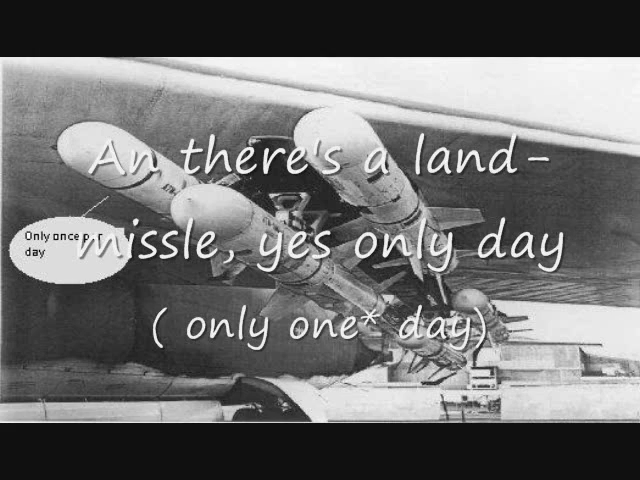 An there's a land-
missle, yes only day
( only one* day)
Only once per
day